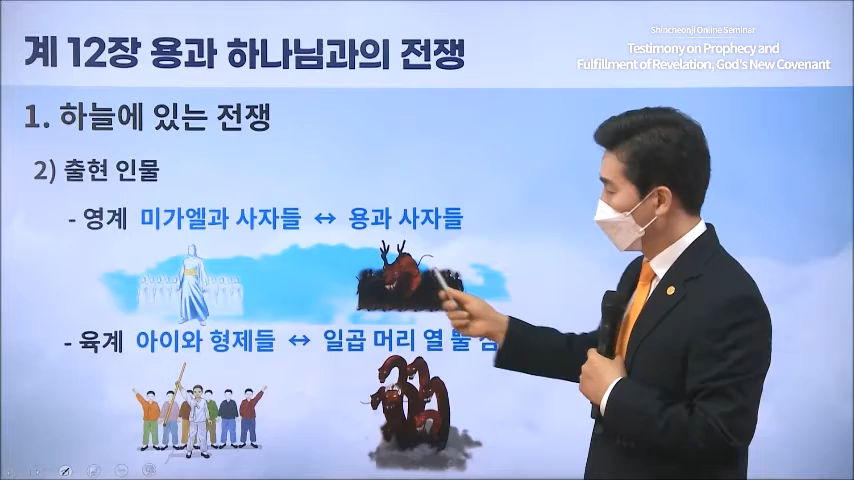 계 12장 용과 하나님과의 전쟁
Shincheonji Online Seminar
Testimony on Prophecy and
Fulfillment of Revelation, God's New Covenant
1. 하늘에 있는 전쟁
2) 출현 인물
- 영계 미가엘과 사자들 ↔ 용과 사자들
- 육계 아이와 형제들 ↔ 일곱 머리 열 뿔